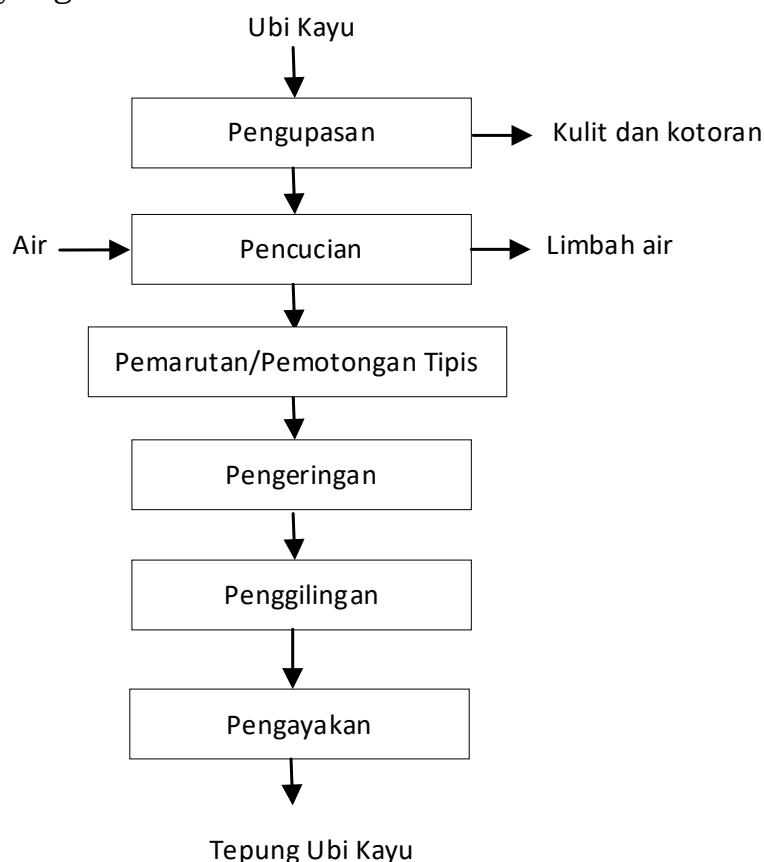 Ubi Kayu
Pengupasan
Kulit dan kotoran
Air
Pencucian
Limbah air
Pemarutan/Pemotongan Tipis
Pengeringan
Penggilingan
Pengayakan
Tepung Ubi Kayu